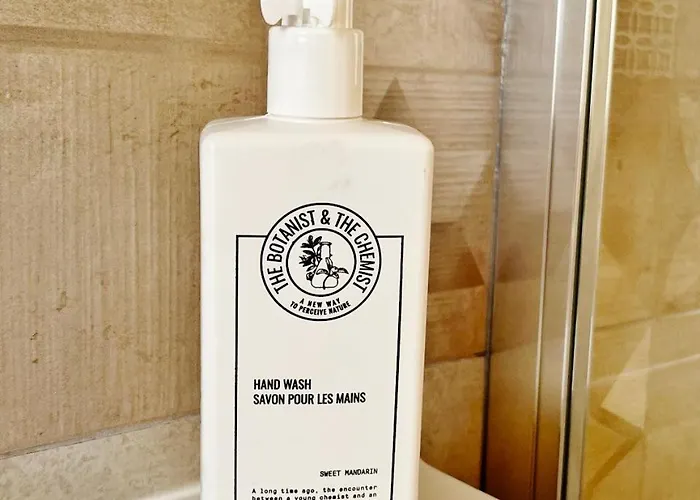 THE BOTANIST & THE CHEMIST
A NEW WAY
TO PERCEIVE NATURE
HAND WASH
SAVON POUR LES MAINS
SWEET MANDARIN
A long time ago, the encounter
between a young chemist and an